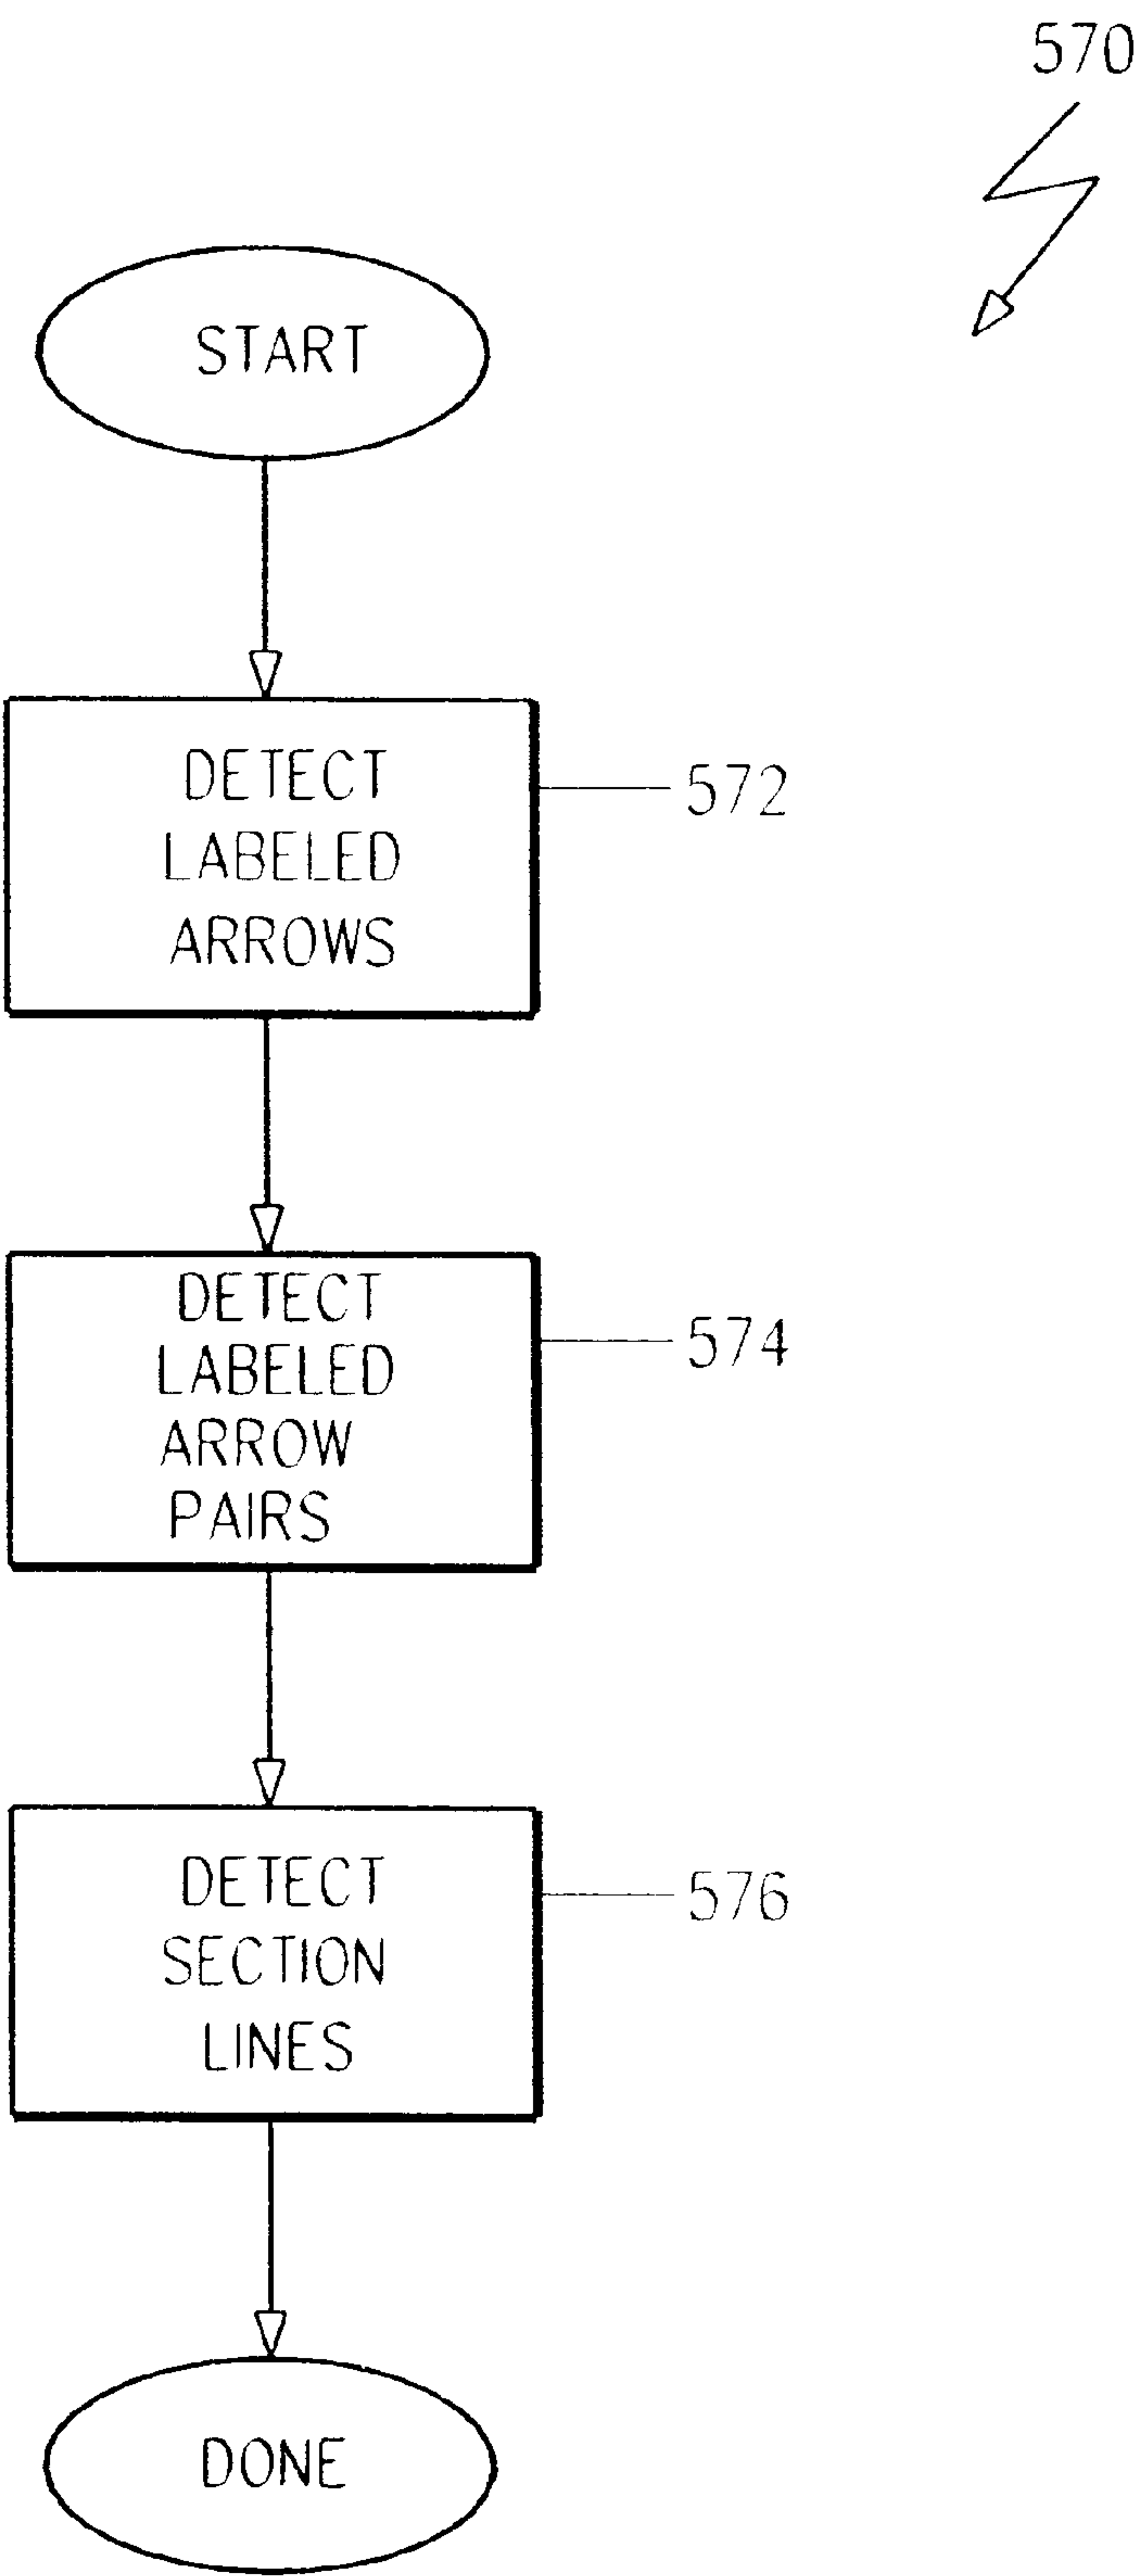 570
START
DETECT
LABELED
ARROWS
572
DETECT
LABELED
ARROW
PAIRS
574
DETECT
SECTION
LINES
576
DONE